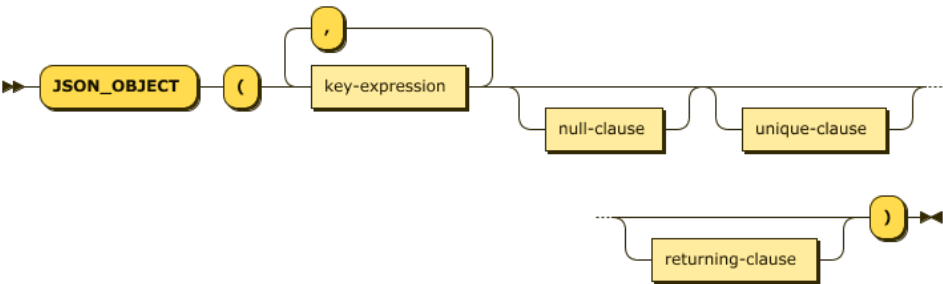 ,
JSON_OBJECT ( key-expression
null-clause unique-clause
)
returning-clause